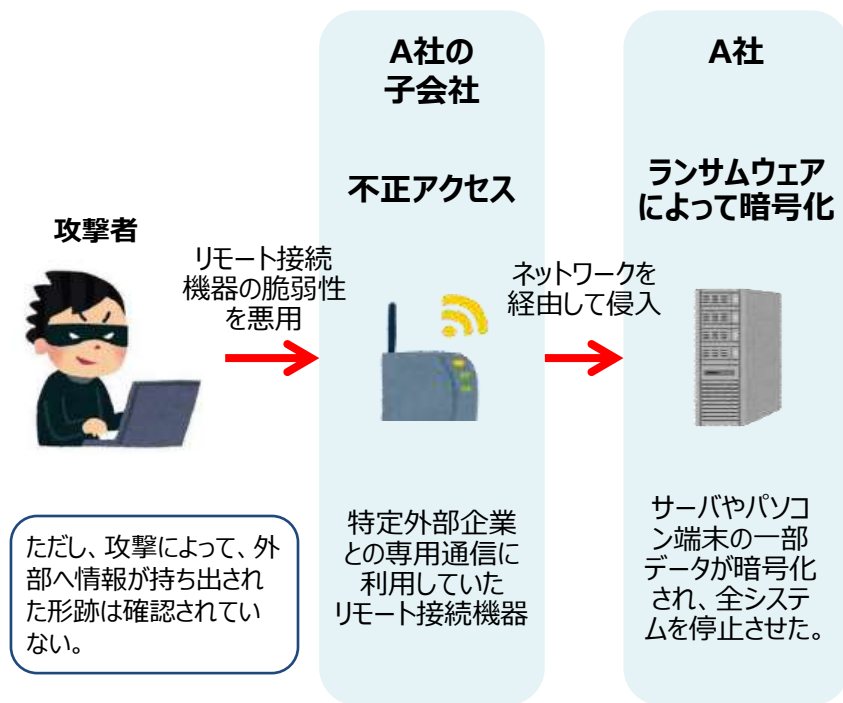 A社の
子会社
A社
不正アクセス
ランサムウェア
によって暗号化
攻撃者
リモート接続
機器の脆弱性
を悪用
ネットワークを
経由して侵入
ただし、攻撃によって、外
部へ情報が持ち出され
た形跡は確認されてい
ない。
特定外部企業
との専用通信に
利用していた
リモート接続機器
サーバやパソコ
ン端末の一部
データが暗号化
され、全システ
ムを停止させた。